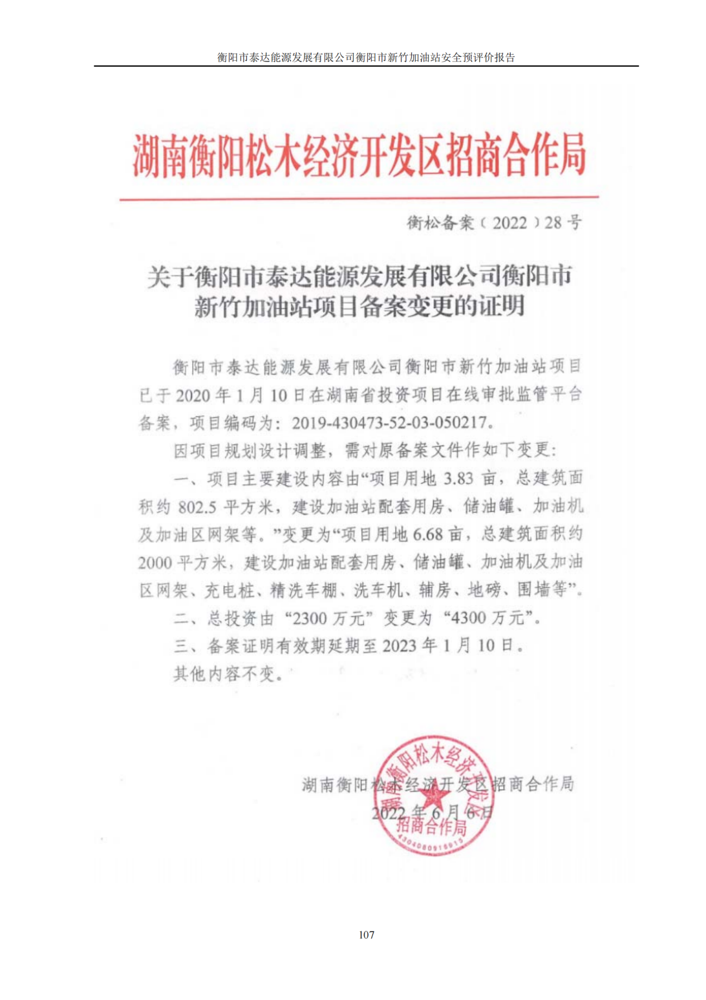 衡阳市泰达能源发展有限公司衡阳市新竹加油站安全预评价报告
湖南衡阳松木经济开发区招商合作局
衡松备案﹝2022﹞28 号
关于衡阳市泰达能源发展有限公司衡阳市
新竹加油站项目备案变更的证明
衡阳市泰达能源发展有限公司衡阳市新竹加油站项目
已于 2020 年 1 月 10 日在湖南省投资项目在线审批监管平台
备案，项目编码为：2019-430473-52-03-050217。
因项目规划设计调整，需对原备案文件作如下变更：
一、项目主要建设内容由“项目用地 3.83 亩，总建筑面
积约 802.5 平方米，建设加油站配套用房、储油罐、加油机
及加油区网架等。”变更为“项目用地 6.68 亩，总建筑面积约
2000 平方米，建设加油站配套用房、储油罐、加油机及加油
区网架、充电桩、精洗车棚、洗车机、辅房、地磅、围墙等”。
二、总投资由“2300 万元”变更为“4300 万元”。
三、备案证明有效期延期至 2023 年 1 月 10 日。
其他内容不变。
湖南衡阳松木经济开发区招商合作局
2022 年 6 月 6 日
湖南衡阳松木经济开发区
招商合作局
107